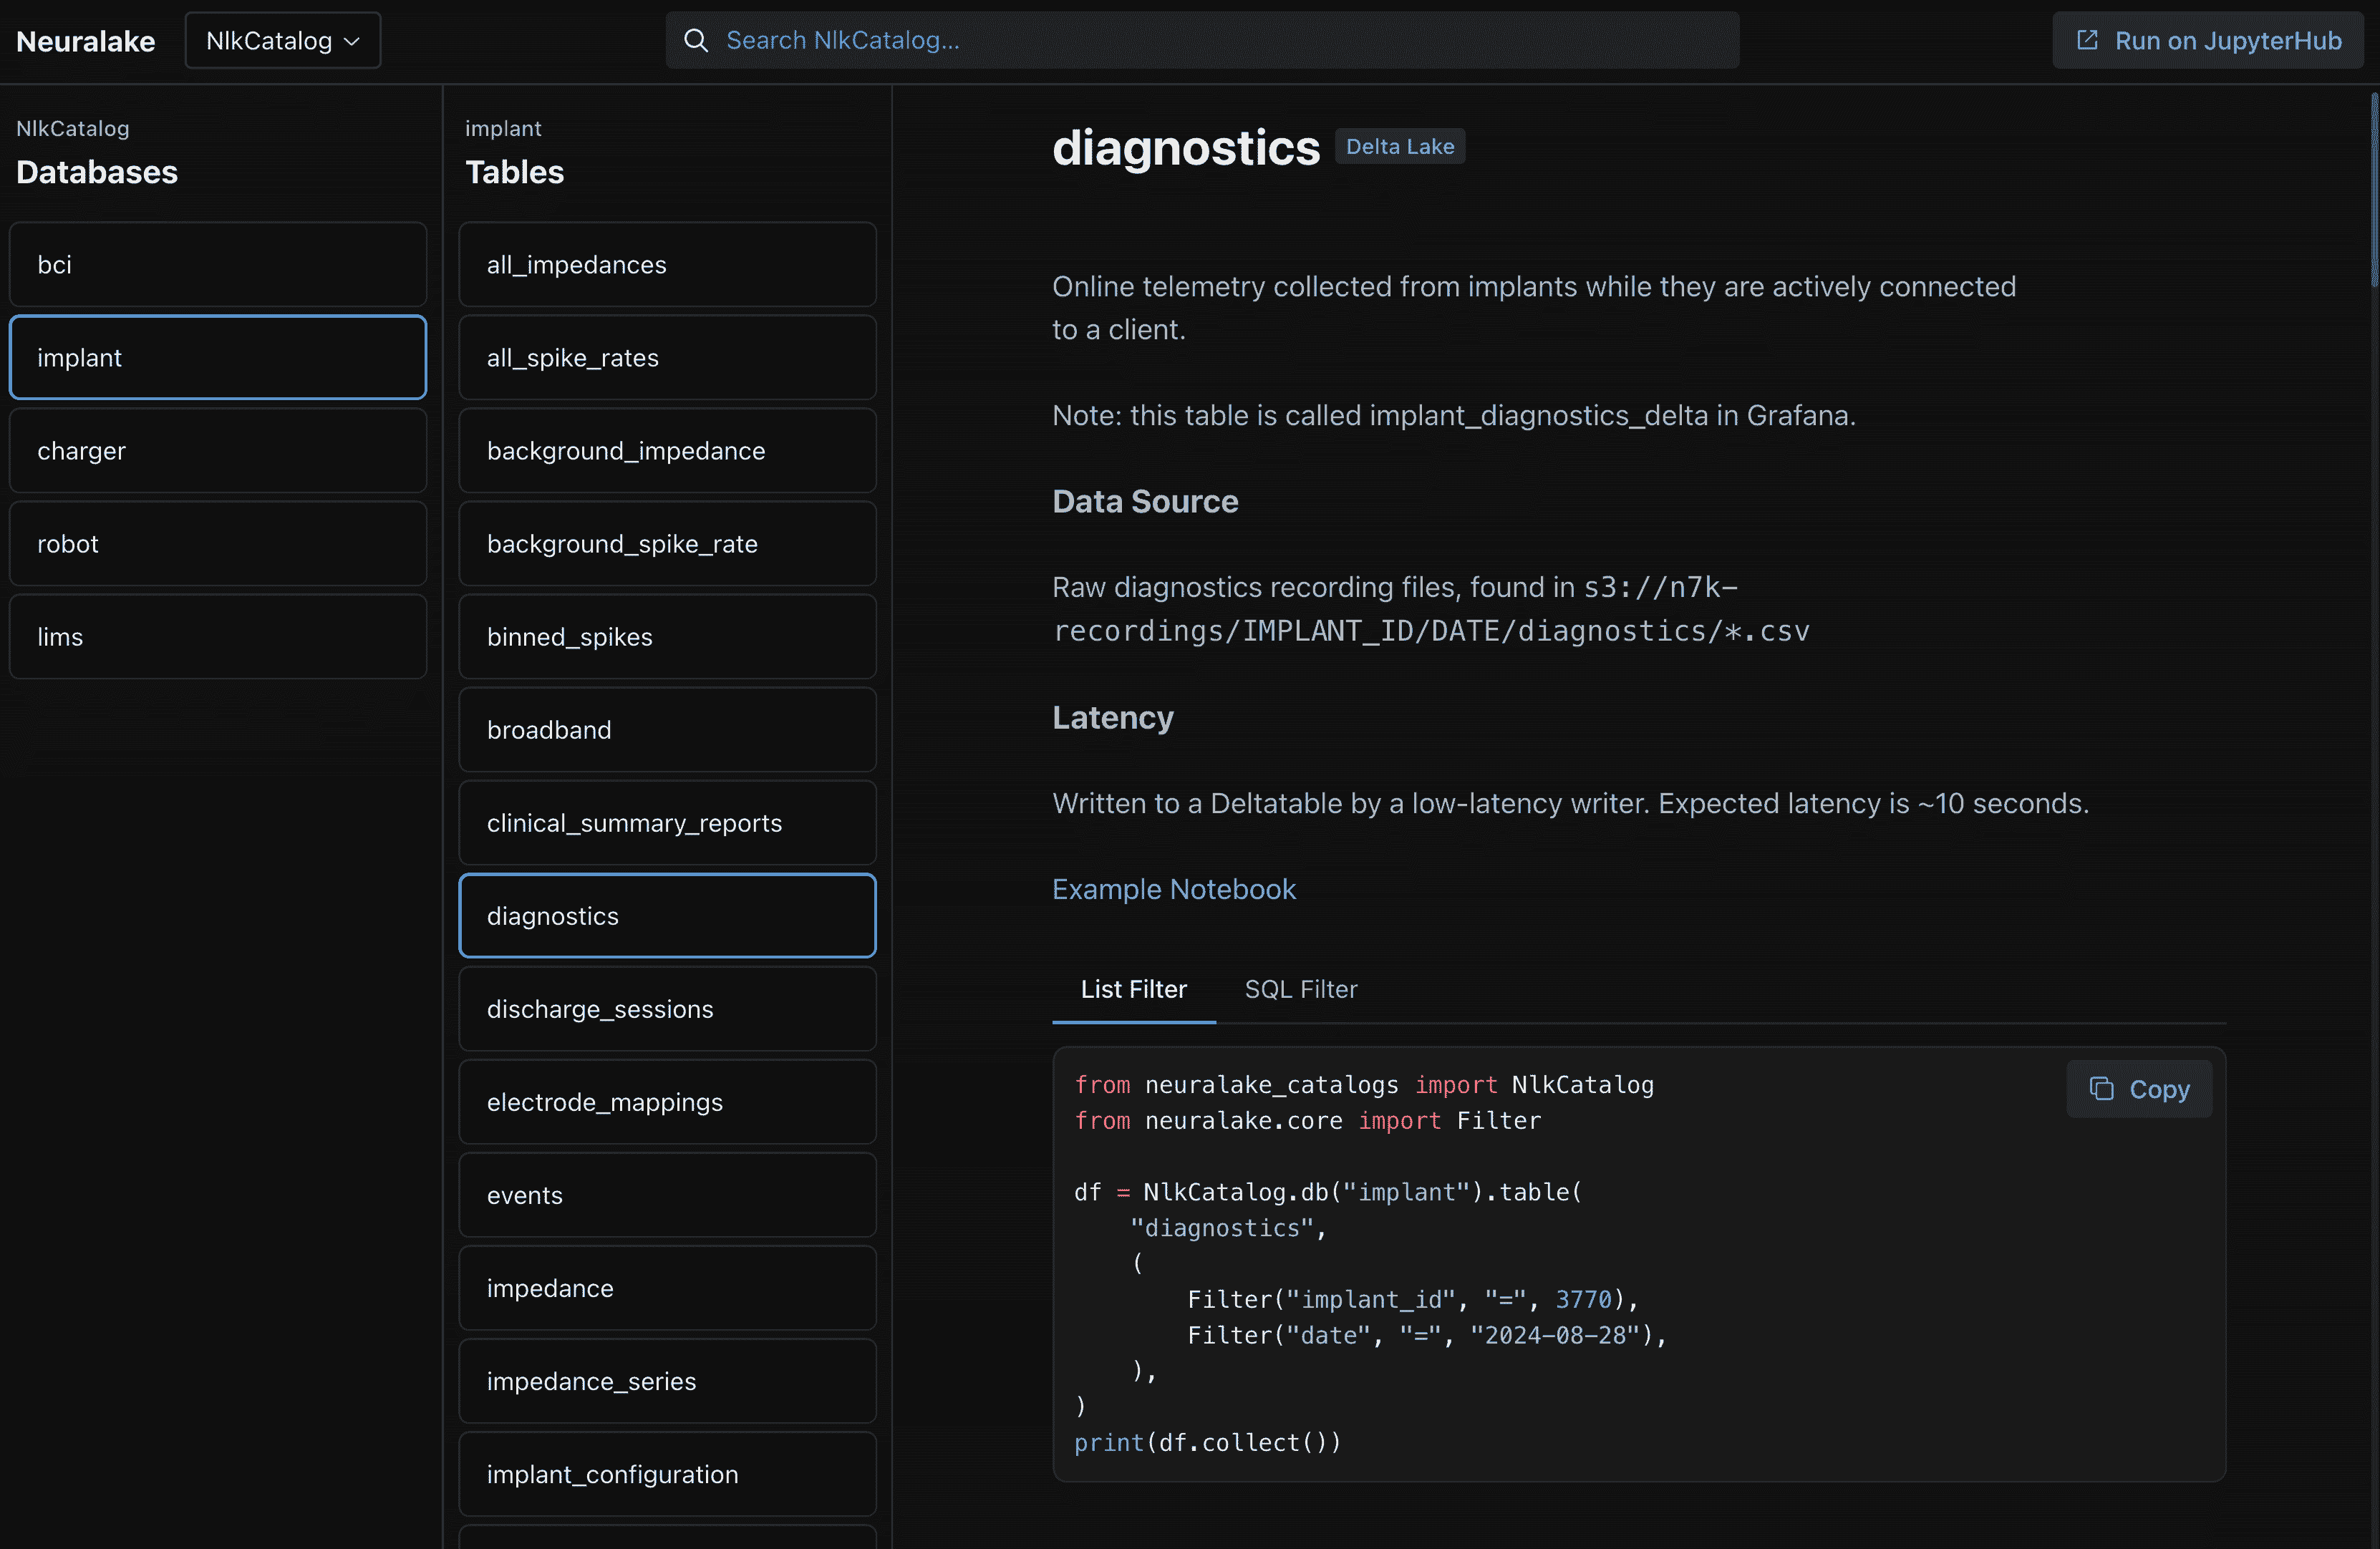 Neuralake
NlkCatalog
Search NlkCatalog...
Run on JupyterHub
NlkCatalog
Databases
bci
implant
charger
robot
lims
implant
Tables
all_impedances
all_spike_rates
background_impedance
background_spike_rate
binned_spikes
broadband
clinical_summary_reports
diagnostics
discharge_sessions
electrode_mappings
events
impedance
impedance_series
implant_configuration
diagnostics
Delta Lake
Online telemetry collected from implants while they are actively connected
to a client.
Note: this table is called implant_diagnostics_delta in Grafana.
Data Source
Raw diagnostics recording files, found in s3://n7k-
recordings/IMPLANT_ID/DATE/diagnostics/*.csv
Latency
Written to a Deltatable by a low-latency writer. Expected latency is ~10 seconds.
Example Notebook
List Filter
SQL Filter
Copy
from neuralake_catalogs import NlkCatalog
from neuralake.core import Filter
df = NlkCatalog.db("implant").table(
    "diagnostics",
    (
        Filter("implant_id", "=", 3770),
        Filter("date", "=", "2024-08-28"),
    ),
)
print(df.collect())